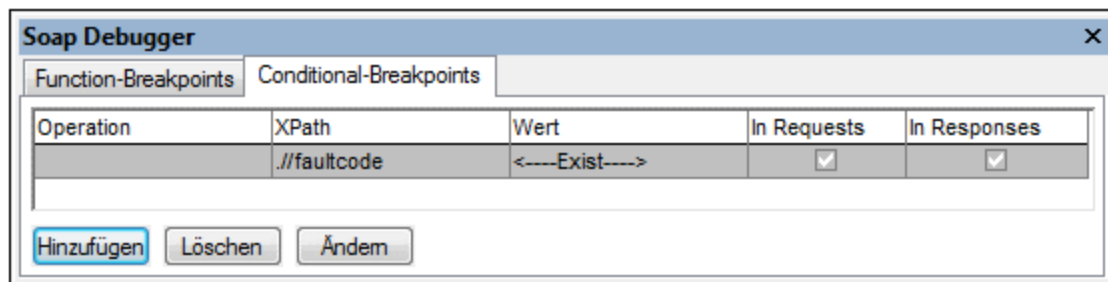 Soap Debugger
Function-Breakpoints Conditional-Breakpoints
Operation XPath Wert In Requests In Responses
.//faultcode <----Exist---->
Hinzufügen Löschen Ändern